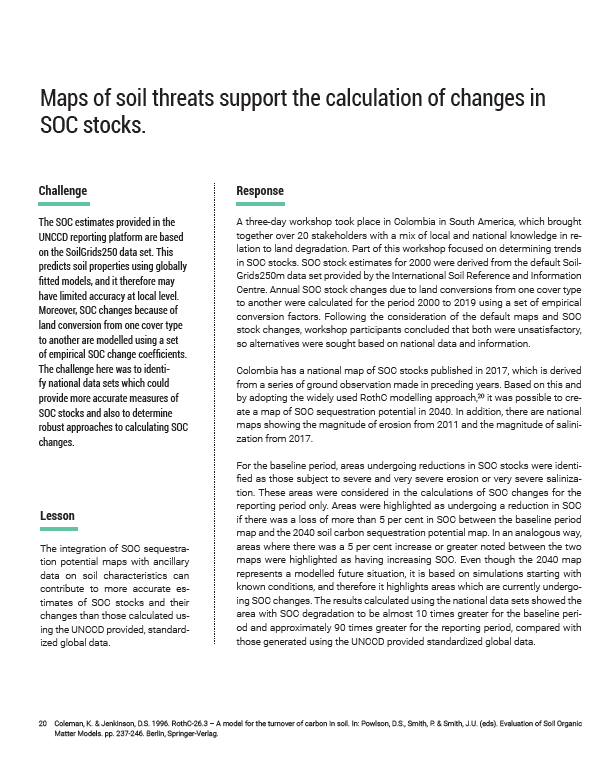 Maps of soil threats support the calculation of changes in
SOC stocks.
Challenge
The SOC estimates provided in the
UNCCD reporting platform are based
on the SoilGrids250 data set. This
predicts soil properties using globally
fitted models, and it therefore may
have limited accuracy at local level.
Moreover, SOC changes because of
land conversion from one cover type
to another are modelled using a set
of empirical SOC change coefficients.
The challenge here was to identi-
fy national data sets which could
provide more accurate measures of
SOC stocks and also to determine
robust approaches to calculating SOC
changes.
Lesson
The integration of SOC sequestra-
tion potential maps with ancillary
data on soil characteristics can
contribute to more accurate es-
timates of SOC stocks and their
changes than those calculated us-
ing the UNCCD provided, standard-
ized global data.
Response
A three-day workshop took place in Colombia in South America, which brought
together over 20 stakeholders with a mix of local and national knowledge in re-
lation to land degradation. Part of this workshop focused on determining trends
in SOC stocks. SOC stock estimates for 2000 were derived from the default Soil-
Grids250m data set provided by the International Soil Reference and Information
Centre. Annual SOC stock changes due to land conversions from one cover type
to another were calculated for the period 2000 to 2019 using a set of empirical
conversion factors. Following the consideration of the default maps and SOC
stock changes, workshop participants concluded that both were unsatisfactory,
so alternatives were sought based on national data and information.
Colombia has a national map of SOC stocks published in 2017, which is derived
from a series of ground observation made in preceding years. Based on this and
by adopting the widely used RothC modelling approach,²⁰ it was possible to cre-
ate a map of SOC sequestration potential in 2040. In addition, there are national
maps showing the magnitude of erosion from 2011 and the magnitude of salini-
zation from 2017.
For the baseline period, areas undergoing reductions in SOC stocks were identi-
fied as those subject to severe and very severe erosion or very severe saliniza-
tion. These areas were considered in the calculations of SOC changes for the
reporting period only. Areas were highlighted as undergoing a reduction in SOC
if there was a loss of more than 5 per cent in SOC between the baseline period
map and the 2040 soil carbon sequestration potential map. In an analogous way,
areas where there was a 5 per cent increase or greater noted between the two
maps were highlighted as having increasing SOC. Even though the 2040 map
represents a modelled future situation, it is based on simulations starting with
known conditions, and therefore it highlights areas which are currently undergo-
ing SOC changes. The results calculated using the national data sets showed the
area with SOC degradation to be almost 10 times greater for the baseline peri-
od and approximately 90 times greater for the reporting period, compared with
those generated using the UNCCD provided standardized global data.
20 Coleman, K. & Jenkinson, D.S. 1996. RothC-26.3 – A model for the turnover of carbon in soil. In: Powlson, D.S., Smith, P. & Smith, J.U. (eds). Evaluation of Soil Organic
Matter Models. pp. 237-246. Berlin, Springer-Verlag.